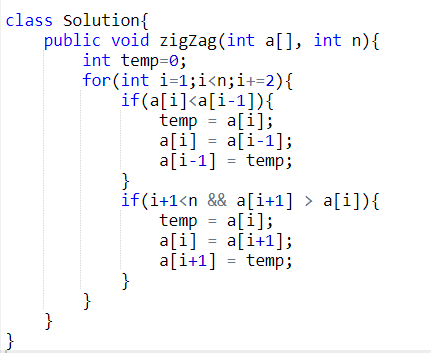 class Solution{
    public void zigZag(int a[], int n){
        int temp=0;
        for(int i=1;i<n;i+=2){
            if(a[i]<a[i-1]){
                temp = a[i];
                a[i] = a[i-1];
                a[i-1] = temp;
            }
            if(i+1<n && a[i+1] > a[i]){
                temp = a[i];
                a[i] = a[i+1];
                a[i+1] = temp;
            }
        }
    }
}